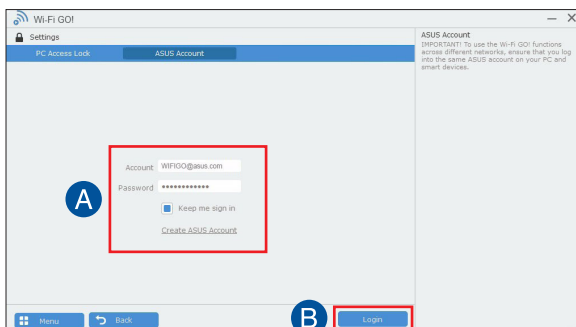 Wi-Fi GO!
Settings
PC Access Lock
ASUS Account
ASUS Account
IMPORTANT! To use the Wi-Fi GO! functions
across different networks, ensure that you log
into the same ASUS account on your PC and
smart devices.
A
Account WIFIGO@asus.com
Password ************
Keep me sign in
Create ASUS Account
Menu
Back
B
Login